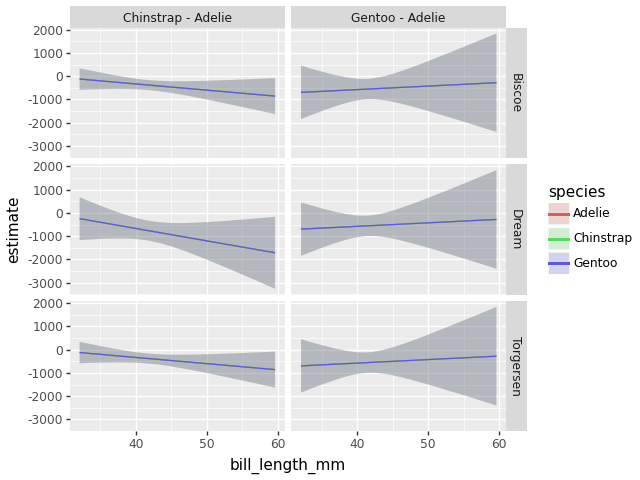 Chinstrap - Adelie Gentoo - Adelie
2000
1000
0
-1000
-2000
-3000
Biscoe
2000
1000
0
-1000
-2000
-3000
Dream
2000
1000
0
-1000
-2000
-3000
Torgersen
40 50 60 40 50 60
bill_length_mm
estimate
species
Adelie
Chinstrap
Gentoo